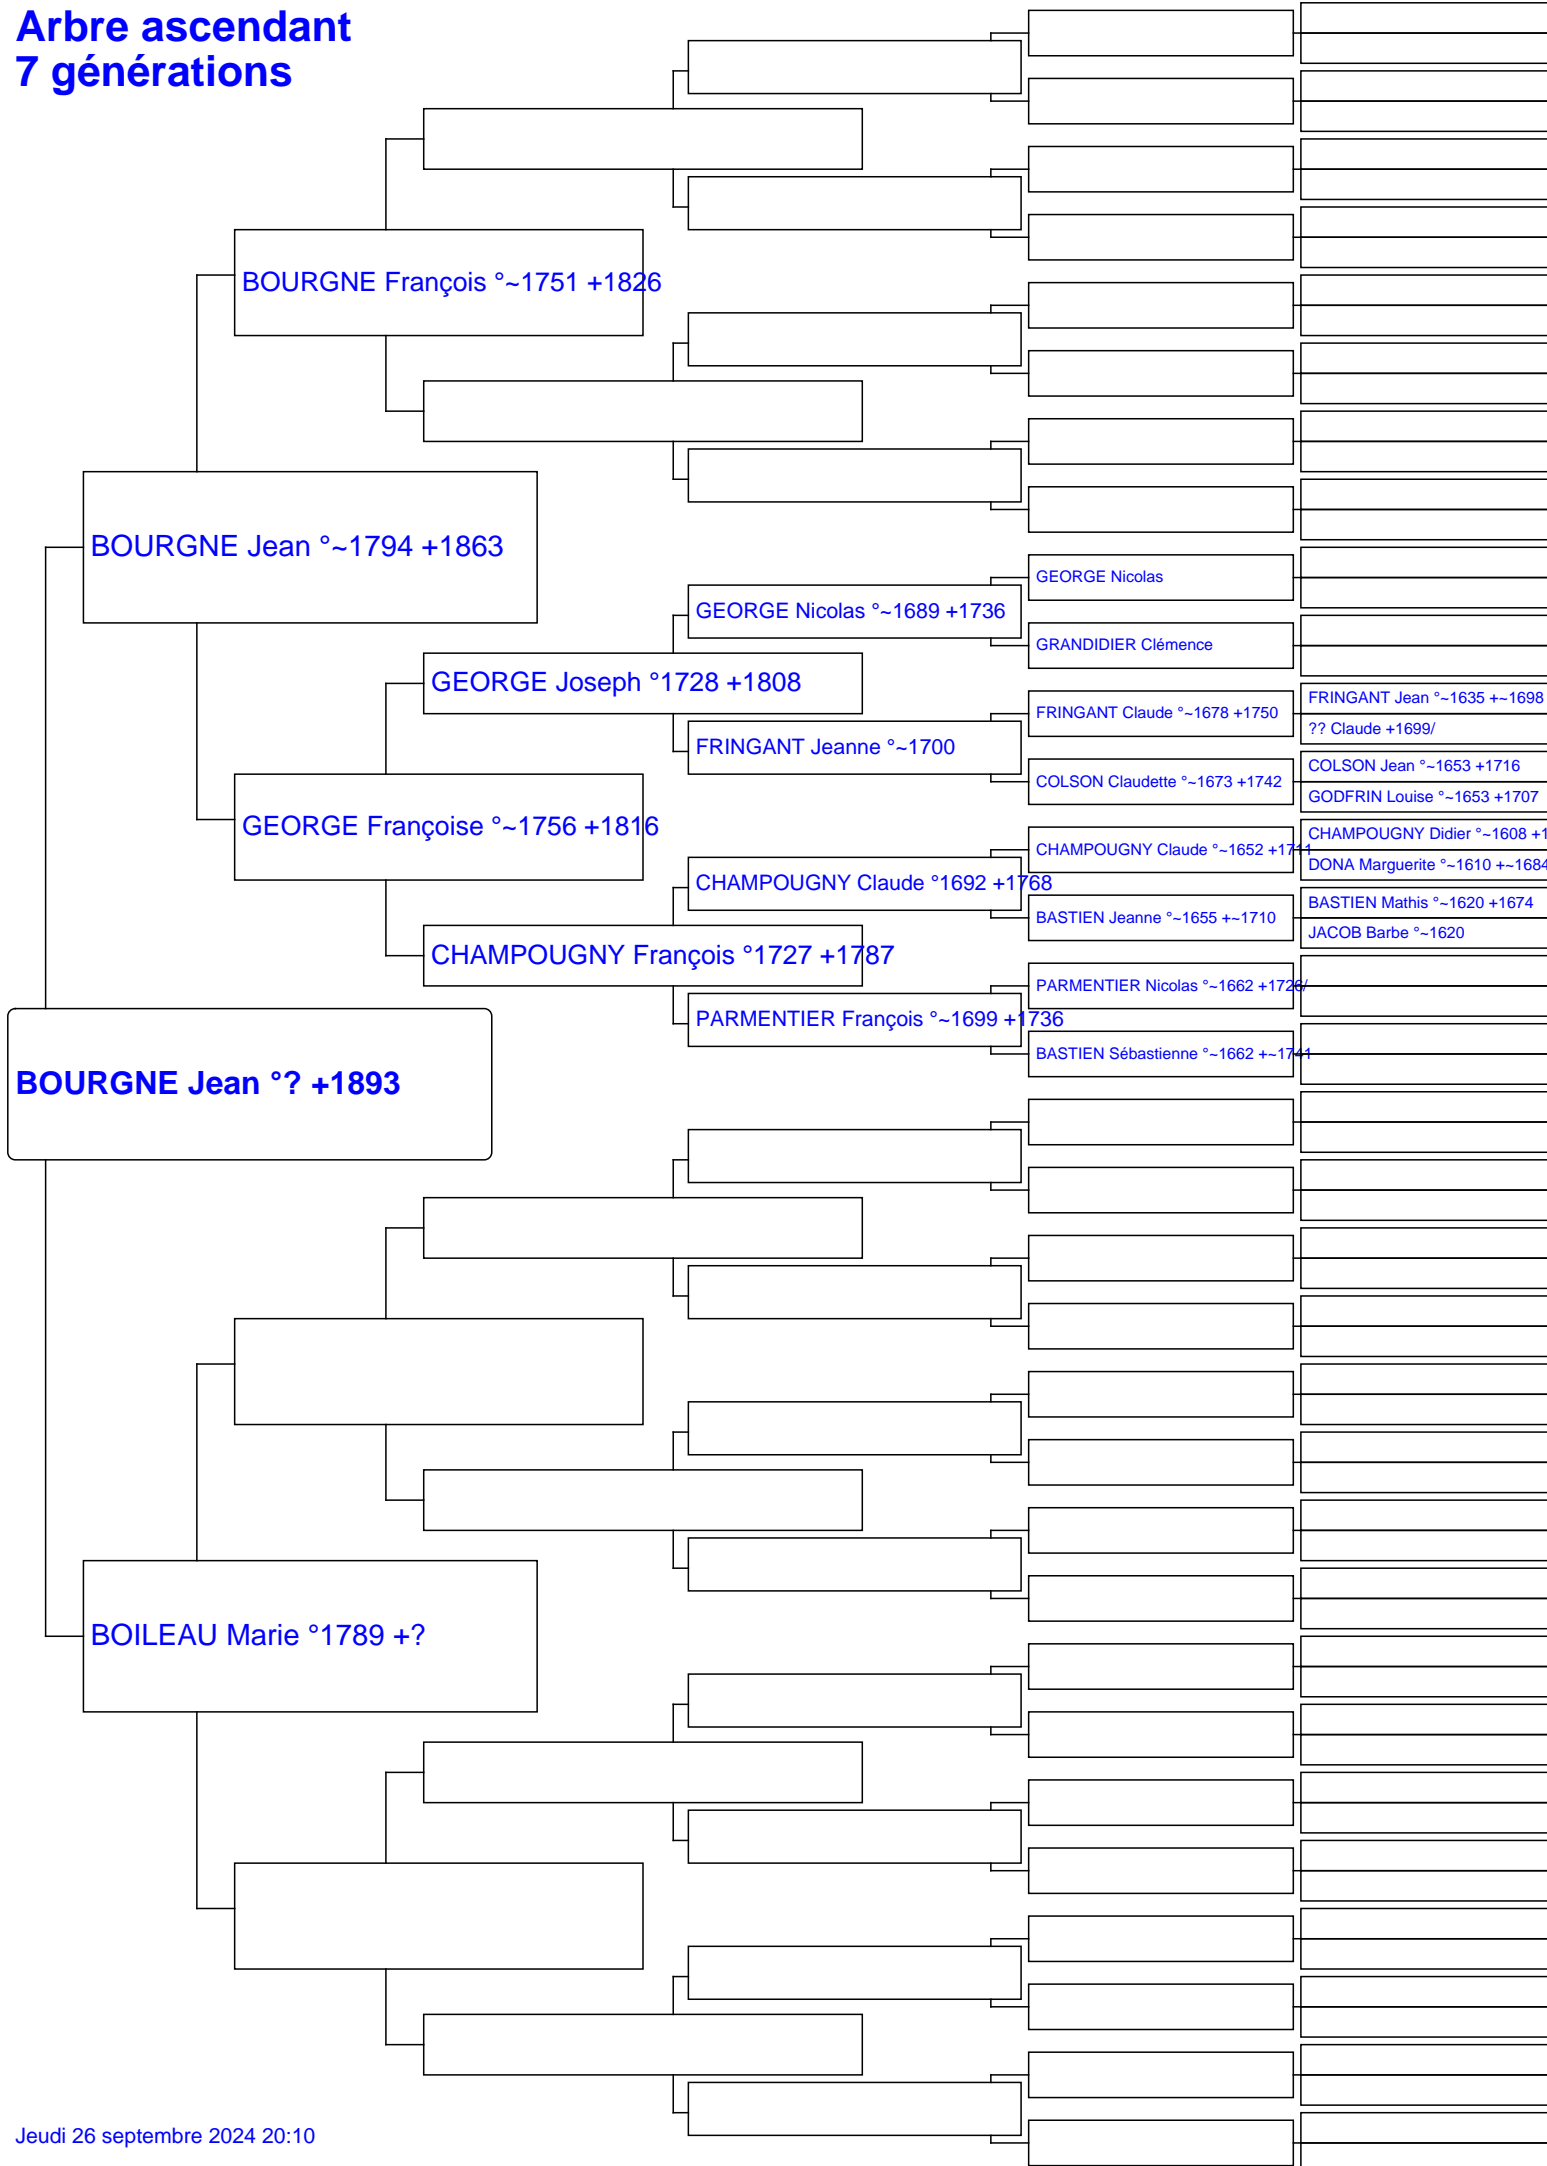 Arbre ascendant
7 générations
BOURGNE François °~1751 +1826
BOURGNE Jean °~1794 +1863
GEORGE Nicolas
GEORGE Nicolas °~1689 +1736
GRANDIDIER Clémence
GEORGE Joseph °1728 +1808
FRINGANT Jean °~1635 +~1698
FRINGANT Claude °~1678 +1750
?? Claude +1699/
FRINGANT Jeanne °~1700
COLSON Jean °~1653 +1716
COLSON Claudette °~1673 +1742
GODFRIN Louise °~1653 +1707
GEORGE Françoise °~1756 +1816
CHAMPOUGNY Didier °~1608 +1
CHAMPOUGNY Claude °~1652 +1711
DONA Marguerite °~1610 +~1684
CHAMPOUGNY Claude °1692 +1768
BASTIEN Mathis °~1620 +1674
BASTIEN Jeanne °~1655 +~1710
JACOB Barbe °~1620
CHAMPOUGNY François °1727 +1787
PARMENTIER Nicolas °~1662 +1726/
PARMENTIER François °~1699 +1736
BASTIEN Sébastienne °~1662 +~1741
BOURGNE Jean °? +1893
BOILEAU Marie °1789 +?
Jeudi 26 septembre 2024 20:10